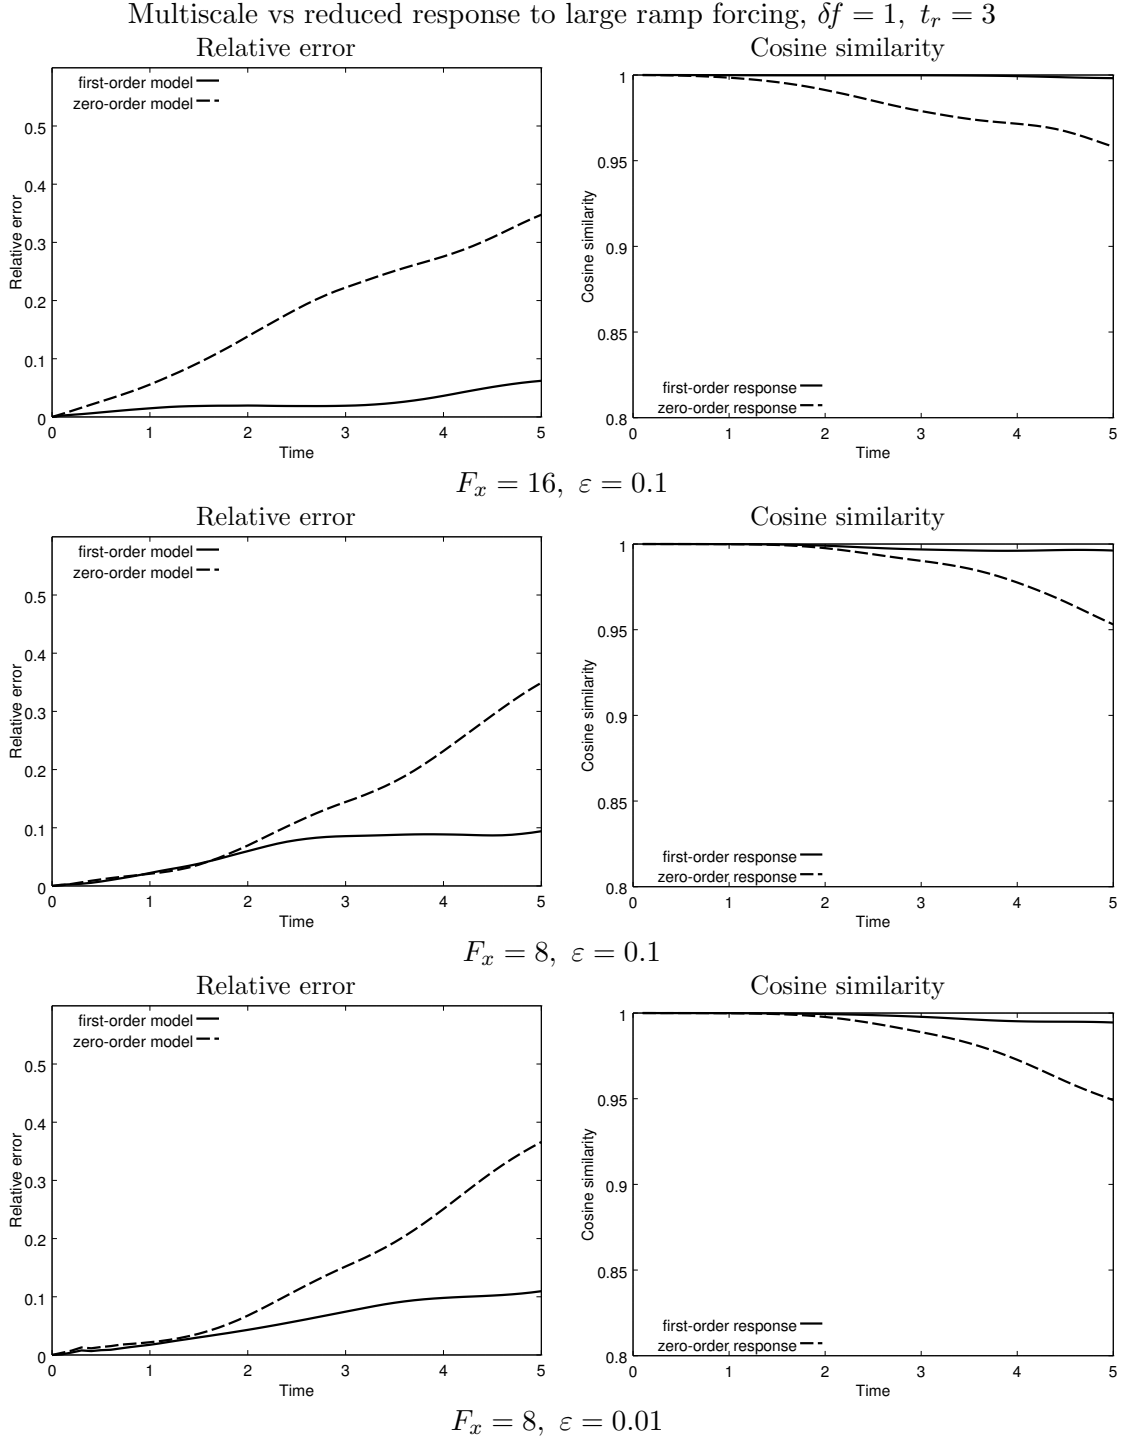 Multiscale vs reduced response to large ramp forcing, δf = 1, t_r = 3
Relative error
first-order model
zero-order model
0.5
0.4
0.3
0.2
0.1
0
Relative error
0 1 2 3 4 5
Time
Cosine similarity
1
0.95
0.9
0.85
0.8
Cosine similarity
first-order response
zero-order response
0 1 2 3 4 5
Time
F_x = 16, ε = 0.1
Relative error
first-order model
zero-order model
0.5
0.4
0.3
0.2
0.1
0
Relative error
0 1 2 3 4 5
Time
Cosine similarity
1
0.95
0.9
0.85
0.8
Cosine similarity
first-order response
zero-order response
0 1 2 3 4 5
Time
F_x = 8, ε = 0.1
Relative error
first-order model
zero-order model
0.5
0.4
0.3
0.2
0.1
0
Relative error
0 1 2 3 4 5
Time
Cosine similarity
1
0.95
0.9
0.85
0.8
Cosine similarity
first-order response
zero-order response
0 1 2 3 4 5
Time
F_x = 8, ε = 0.01